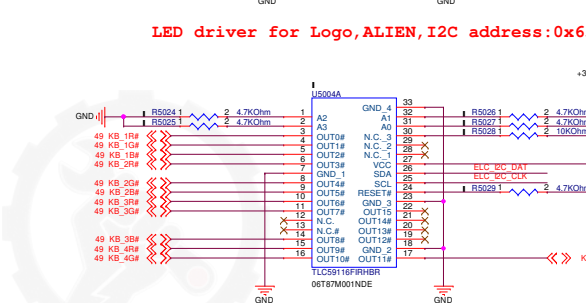 GND GND
LED driver for Logo,ALIEN,I2C address:0x6
+3
U5004A
GND R5024 1 2 4.7KOhm 1 A2 GND_4 33
R5025 1 2 4.7KOhm 2 A3 A1 32 R5026 1 2 4.7KOhm
49 KB_1R# 3 OUT0# A0 31 R5027 1 2 4.7KOhm
49 KB_1G# 4 OUT1# N.C._3 30 R5028 1 2 10KOhm
49 KB_1B# 5 OUT2# N.C._2 29
49 KB_2R# 6 OUT3# N.C._1 28
7 GND_1 VCC 27
49 KB_2G# 8 OUT4# SDA 26 ELC_I2C_DAT
49 KB_2B# 9 OUT5# SCL 25 ELC_I2C_CLK
49 KB_3R# 10 OUT6# RESET# 24 R5029 1 2 4.7KOhm
49 KB_3G# 11 OUT7# GND_3 23
12 N.C. OUT15 22
13 N.C.# OUT14# 21
49 KB_3B# 14 OUT8# OUT13# 20
49 KB_4R# 15 OUT9# OUT12# 19
49 KB_4G# 16 OUT10# GND_2 18
OUT11# 17 K
TLC59116FIRHBR
06T87M001NDE
GND GND